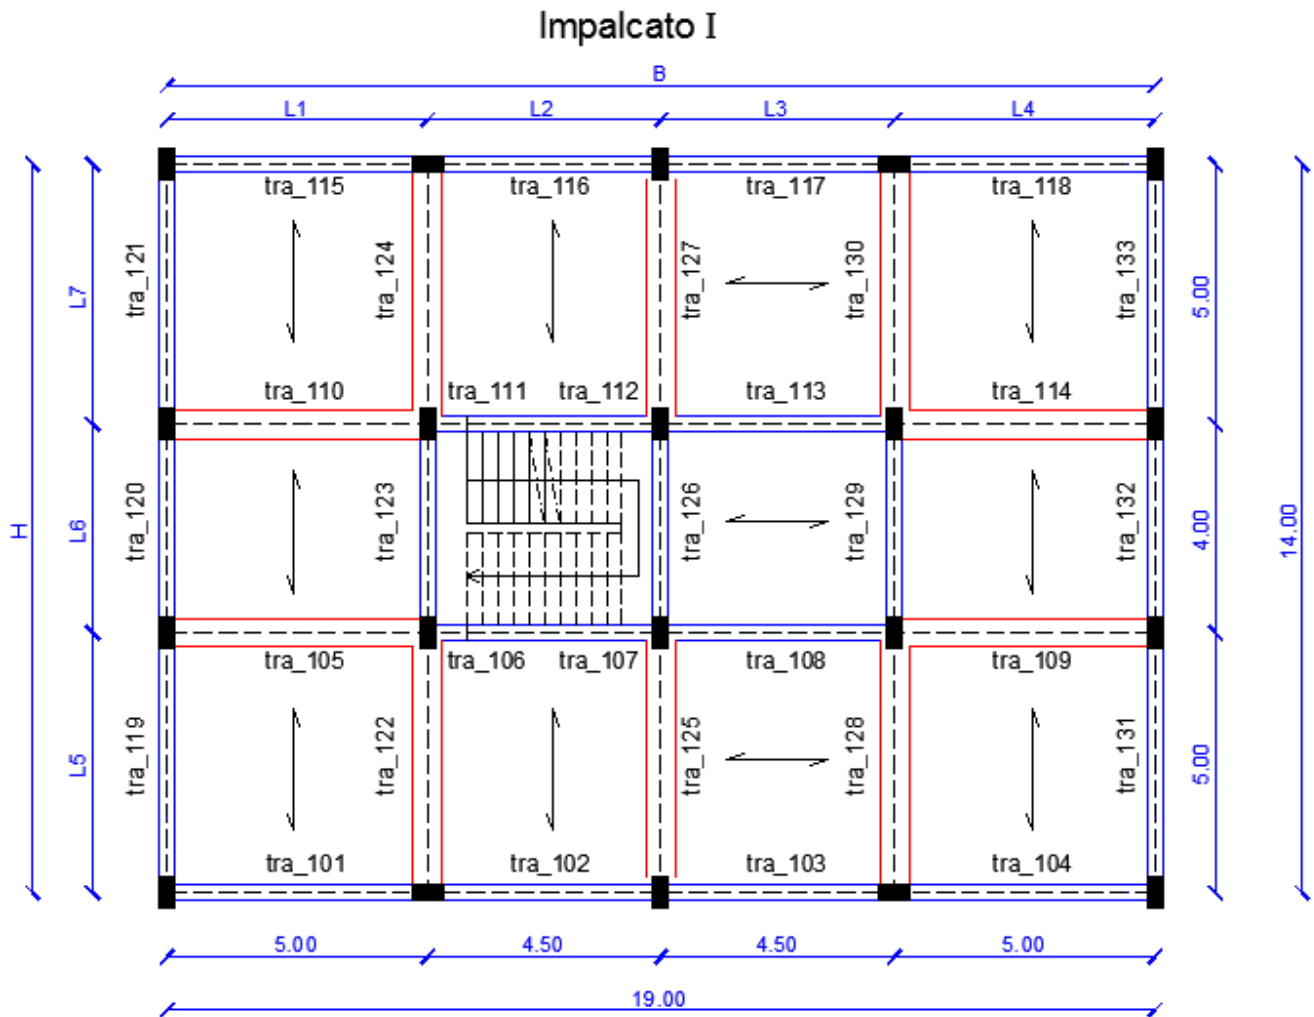 Impalcato I
B
L1 L2 L3 L4
tra_115 tra_116 tra_117 tra_118
L7 tra_121 tra_124 tra_127 tra_130 tra_133 5.00
tra_110 tra_111 tra_112 tra_113 tra_114
H L6 tra_120 tra_123 tra_126 tra_129 tra_132 4.00 14.00
tra_105 tra_106 tra_107 tra_108 tra_109
L5 tra_119 tra_122 tra_125 tra_128 tra_131 5.00
tra_101 tra_102 tra_103 tra_104
5.00 4.50 4.50 5.00
19.00